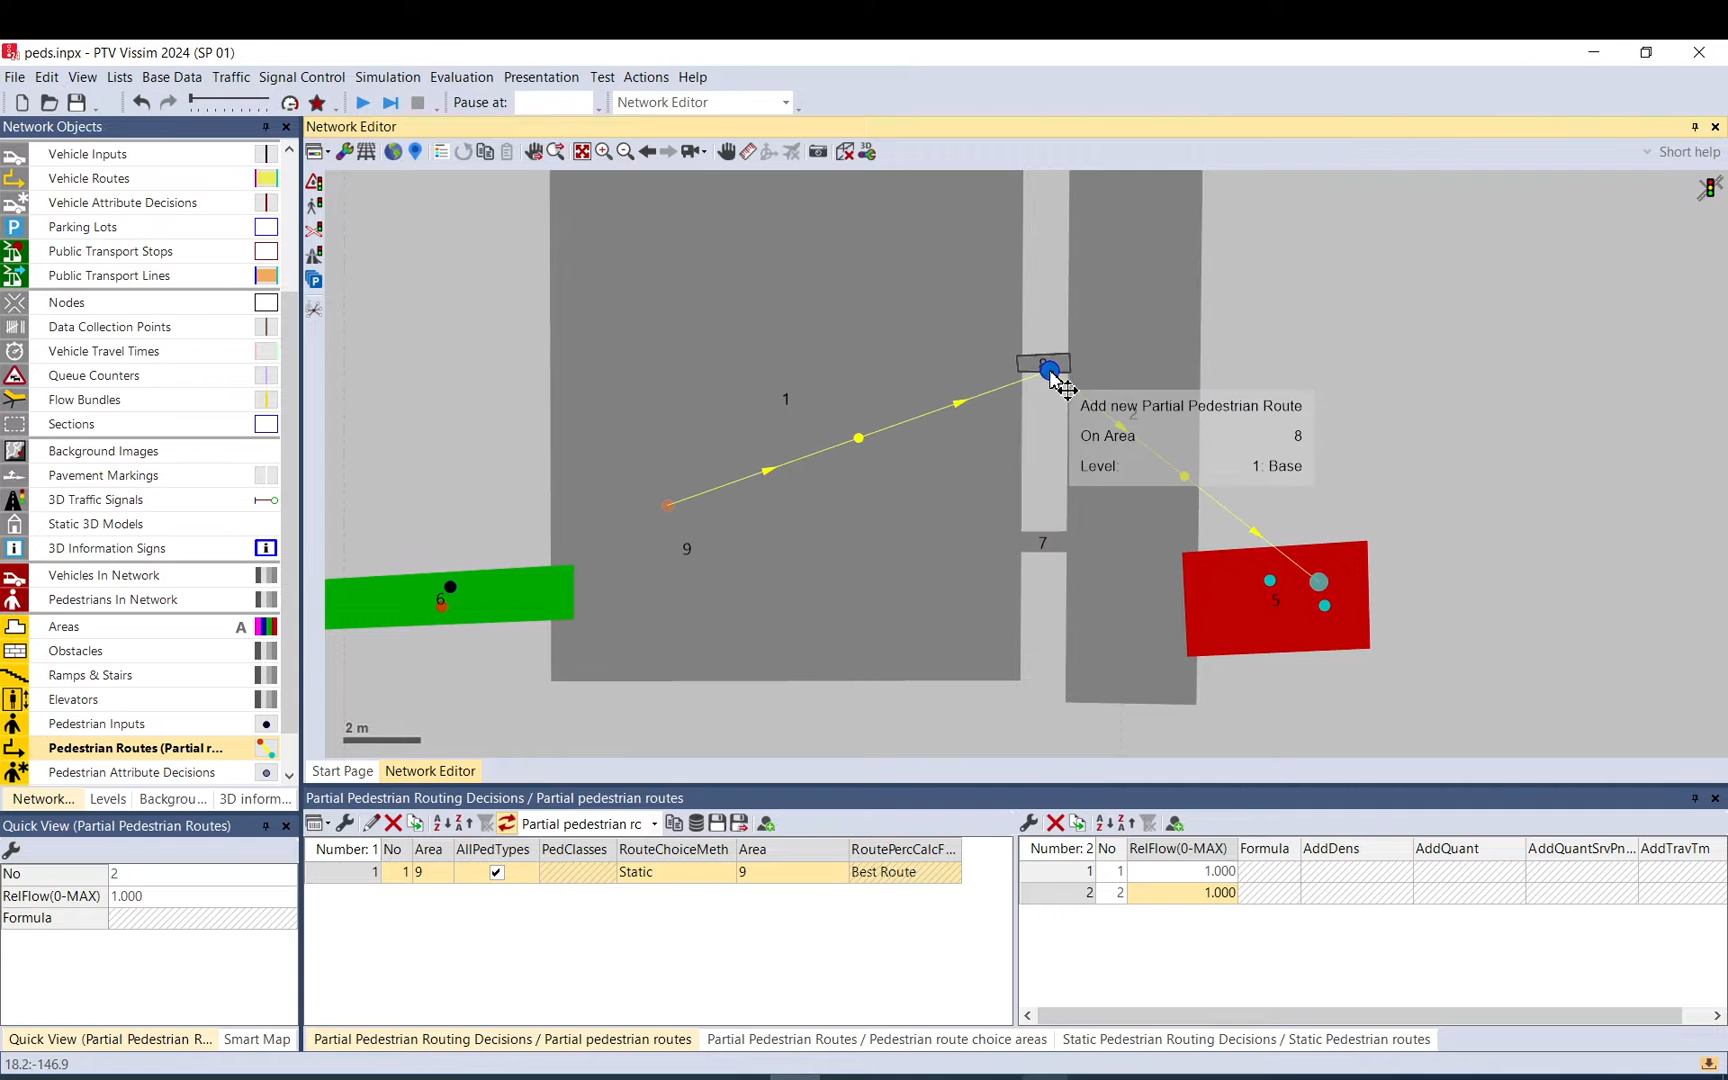 peds.inpx - PTV Vissim 2024 (SP 01)
File Edit View Lists Base Data Traffic Signal Control Simulation Evaluation Presentation Test Actions Help
Pause at: Network Editor
Network Objects
Network Editor
Short help
Vehicle Inputs
Vehicle Routes
Vehicle Attribute Decisions
Parking Lots
Public Transport Stops
Public Transport Lines
Nodes
Data Collection Points
Vehicle Travel Times
Queue Counters
Flow Bundles
Sections
Background Images
Pavement Markings
3D Traffic Signals
Static 3D Models
3D Information Signs
Vehicles In Network
Pedestrians In Network
Areas A
Obstacles
Ramps & Stairs
Elevators
Pedestrian Inputs
Pedestrian Routes (Partial r...
Pedestrian Attribute Decisions
Network... Levels Backgrou... 3D inform...
1
9
6
8
2
7
5
Add new Partial Pedestrian Route
On Area 8
Level: 1: Base
2 m
Start Page Network Editor
Quick View (Partial Pedestrian Routes)
No 2
RelFlow(0-MAX) 1.000
Formula
Quick View (Partial Pedestrian R... Smart Map
Partial Pedestrian Routing Decisions / Partial pedestrian routes
Partial pedestrian rc
Number: 1 No Area AllPedTypes PedClasses RouteChoiceMeth Area RoutePercCalcF...
1 1 9 Static 9 Best Route
Number: 2 No RelFlow(0-MAX) Formula AddDens AddQuant AddQuantSrvPn... AddTravTm
1 1 1.000
2 2 1.000
Partial Pedestrian Routing Decisions / Partial pedestrian routes Partial Pedestrian Routes / Pedestrian route choice areas Static Pedestrian Routing Decisions / Static Pedestrian routes
18.2:-146.9